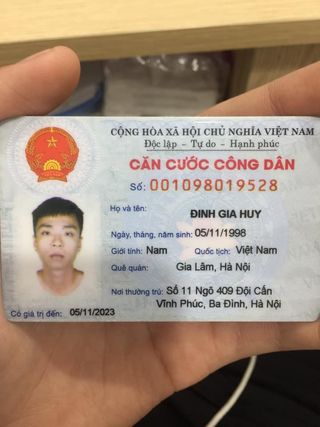 CỘNG HÒA XÃ HỘI CHỦ NGHĨA VIỆT NAM
Độc lập - Tự do - Hạnh phúc
CĂN CƯỚC CÔNG DÂN
Số: 001098019528
Họ và tên:
ĐINH GIA HUY
Ngày, tháng, năm sinh: 05/11/1998
Giới tính: Nam Quốc tịch: Việt Nam
Quê quán: Gia Lâm, Hà Nội
Nơi thường trú: Số 11 Ngõ 409 Đội Cấn
Vĩnh Phúc, Ba Đình, Hà Nội
Có giá trị đến: 05/11/2023